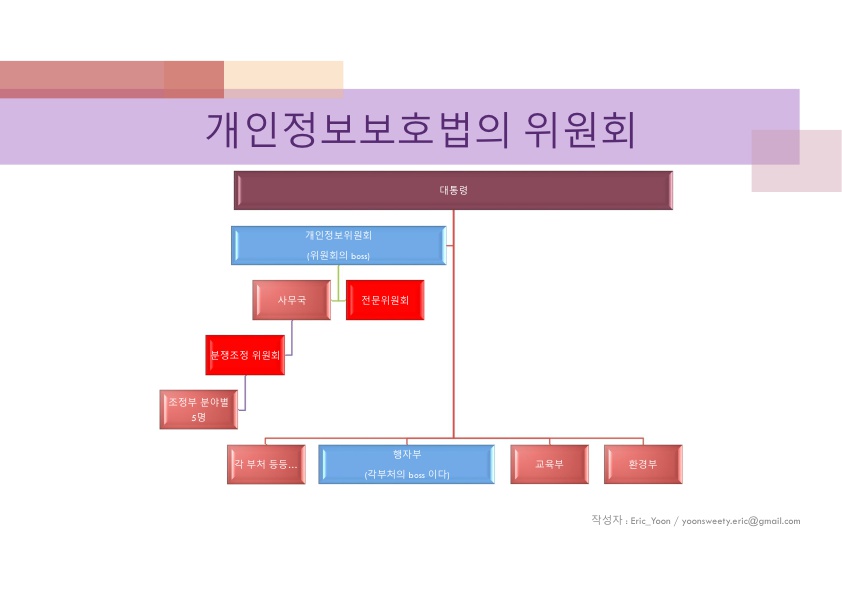 개인정보보호법의 위원회
대통령
개인정보위원회
(위원회의 boss)
사무국
전문위원회
분쟁조정 위원회
조정부 분야별
5명
각 부처 등등...
행자부
(각부처의 boss 이다)
교육부
환경부
작성자 : Eric_Yoon / yoonsweety.eric@gmail.com